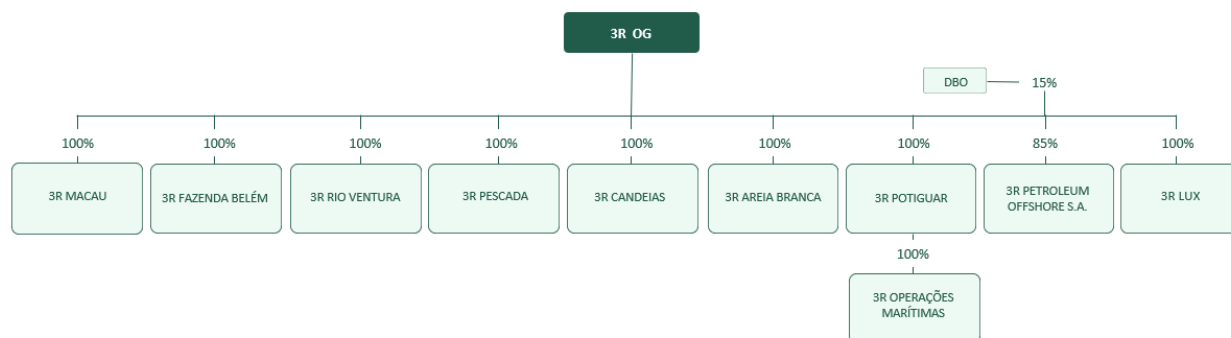 3R OG
DBO
15%
100%
100%
100%
100%
100%
100%
100%
85%
100%
3R MACAU
3R FAZENDA BELÉM
3R RIO VENTURA
3R PESCADA
3R CANDEIAS
3R AREIA BRANCA
3R POTIGUAR
3R PETROLEUM
OFFSHORE S.A.
3R LUX
100%
3R OPERAÇÕES
MARÍTIMAS